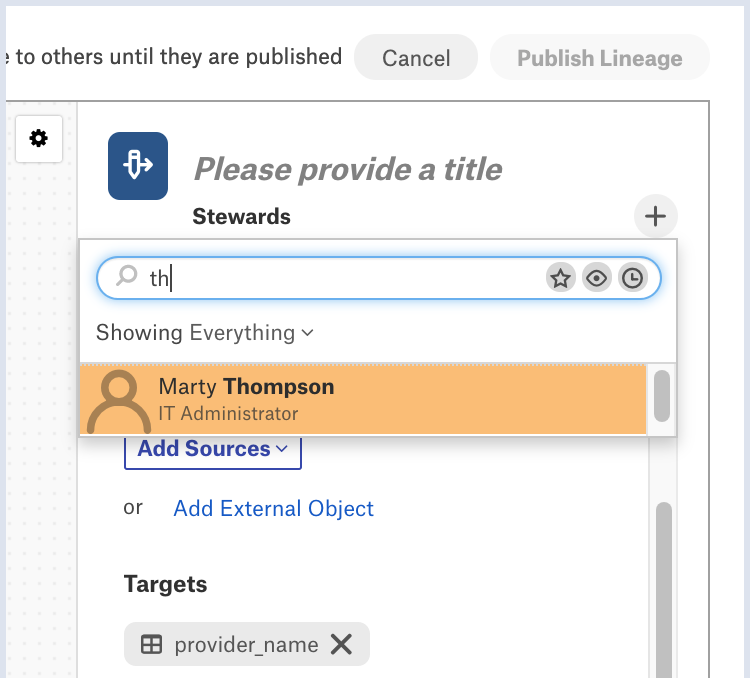 e to others until they are published
Cancel
Publish Lineage
Please provide a title
Stewards
th
Showing Everything
Marty Thompson
IT Administrator
Add Sources
or
Add External Object
Targets
provider_name